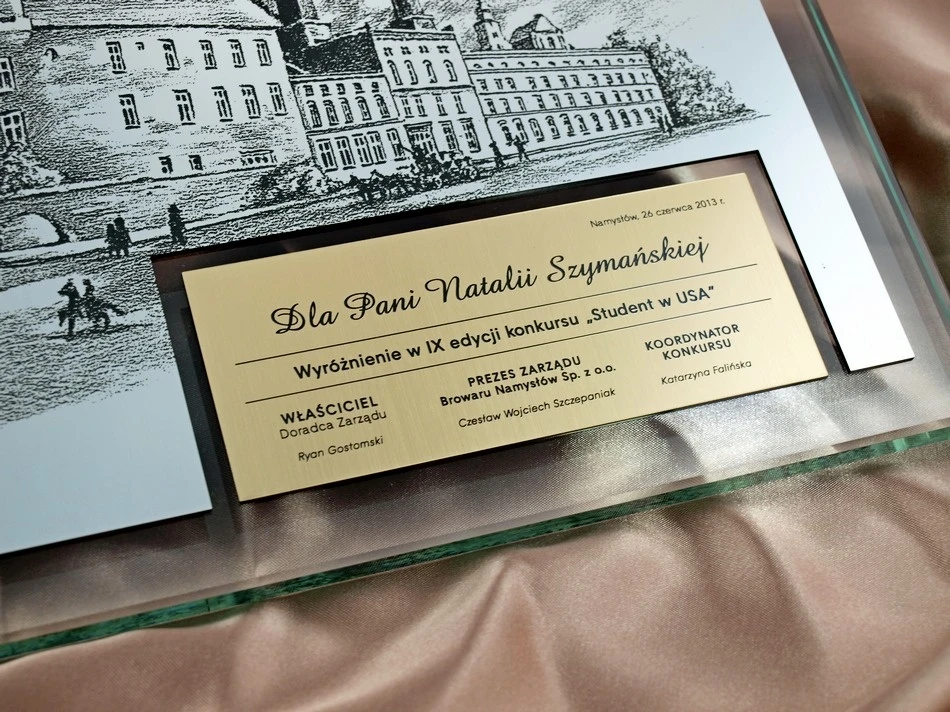 Namysłów, 26 czerwca 2013 r.
Dla Pani Natalii Szymańskiej
Wyróżnienie w IX edycji konkursu „Student w USA”
WŁAŚCICIEL
Doradca Zarządu
Ryan Gostomski
PREZES ZARZĄDU
Browaru Namysłów Sp. z o.o.
Czesław Wojciech Szczepaniak
KOORDYNATOR
KONKURSU
Katarzyna Falińska